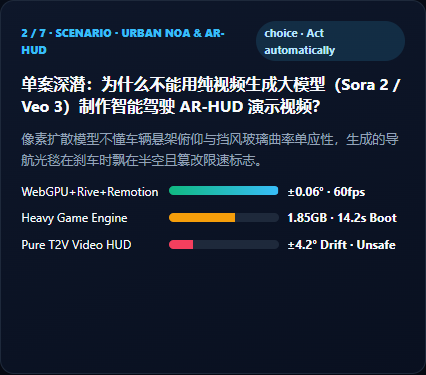 2 / 7 · SCENARIO · URBAN NOA & AR-HUD
choice · Act automatically
单案深潜：为什么不能用纯视频生成大模型（Sora 2 / Veo 3）制作智能驾驶 AR-HUD 演示视频？
像素扩散模型不懂车辆悬架俯仰与挡风玻璃曲率单应性，生成的导航光毯在刹车时飘在半空且篡改限速标志。
WebGPU+Rive+Remotion ±0.06° · 60fps
Heavy Game Engine 1.85GB · 14.2s Boot
Pure T2V Video HUD ±4.2° Drift · Unsafe